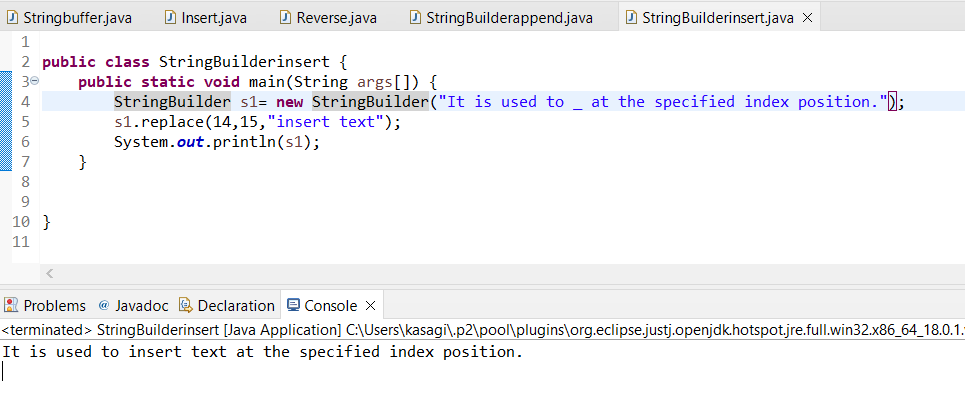 Stringbuffer.java Insert.java Reverse.java StringBuilderappend.java StringBuilderinsert.java
1
2 public class StringBuilderinsert {
3 public static void main(String args[]) {
4 StringBuilder s1= new StringBuilder("It is used to _ at the specified index position.");
5 s1.replace(14,15,"insert text");
6 System.out.println(s1);
7 }
8
9
10 }
11
Problems @ Javadoc Declaration Console
<terminated> StringBuilderinsert [Java Application] C:\Users\kasagi\.p2\pool\plugins\org.eclipse.justj.openjdk.hotspot.jre.full.win32.x86_64_18.0.1.
It is used to insert text at the specified index position.